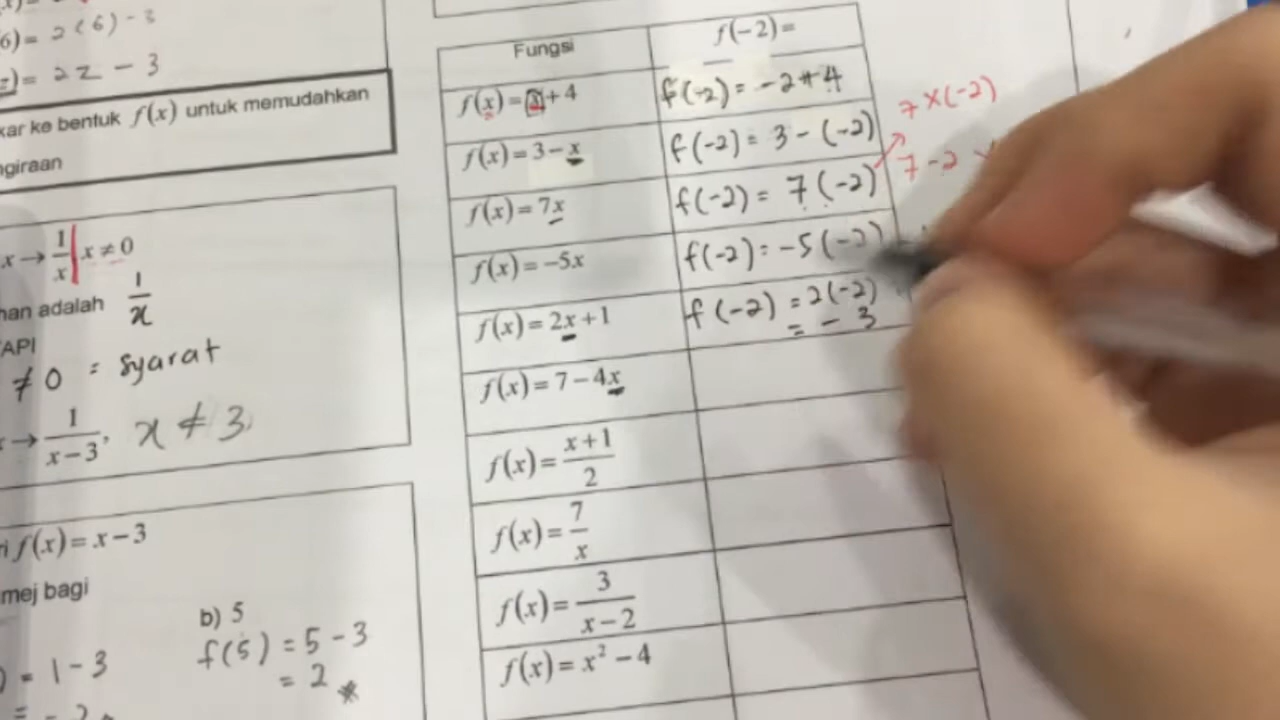 6) = 2(6) - 3
) = 2z - 3
kar ke bentuk f(x) untuk memudahkan
ngiraan
x → 1/x, x ≠ 0
han adalah 1/x
TAPI
≠ 0 = syarat
→ 1/(x-3), x ≠ 3
ri f(x) = x - 3
mej bagi
b) 5
) = 1 - 3
f(5) = 5 - 3
= 2
Fungsi f(-2) =
f(x) = x + 4 f(-2) = -2 + 4
f(x) = 3 - x f(-2) = 3 - (-2)
f(x) = 7x f(-2) = 7(-2)
7 x (-2)
7 - 2
f(x) = -5x f(-2) = -5(-2)
f(x) = 2x + 1 f(-2) = 2(-2)
= -3
f(x) = 7 - 4x
f(x) = (x+1)/2
f(x) = 7/x
f(x) = 3/(x-2)
f(x) = x² - 4